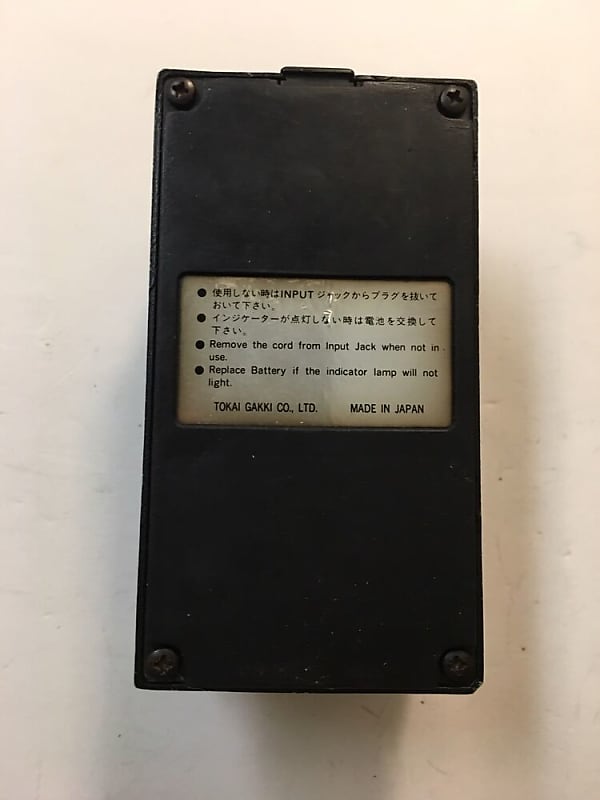 ● 使用しない時はINPUT ジャックからプラグを抜いて
おいて下さい。
● インジケーターが点灯しない時は電池を交換して
下さい。
● Remove the cord from Input Jack when not in
use.
● Replace Battery if the indicator lamp will not
light.
TOKAI GAKKI CO., LTD. MADE IN JAPAN